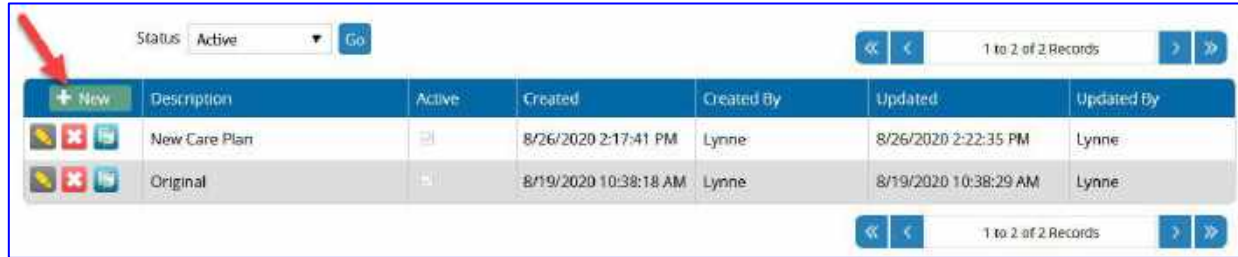 Status Active Go
« < 1 to 2 of 2 Records > »
+ New Description Active Created Created By Updated Updated By
New Care Plan 8/26/2020 2:17:41 PM Lynne 8/26/2020 2:22:35 PM Lynne
Original 8/19/2020 10:38:18 AM Lynne 8/19/2020 10:38:29 AM Lynne
« < 1 to 2 of 2 Records > »